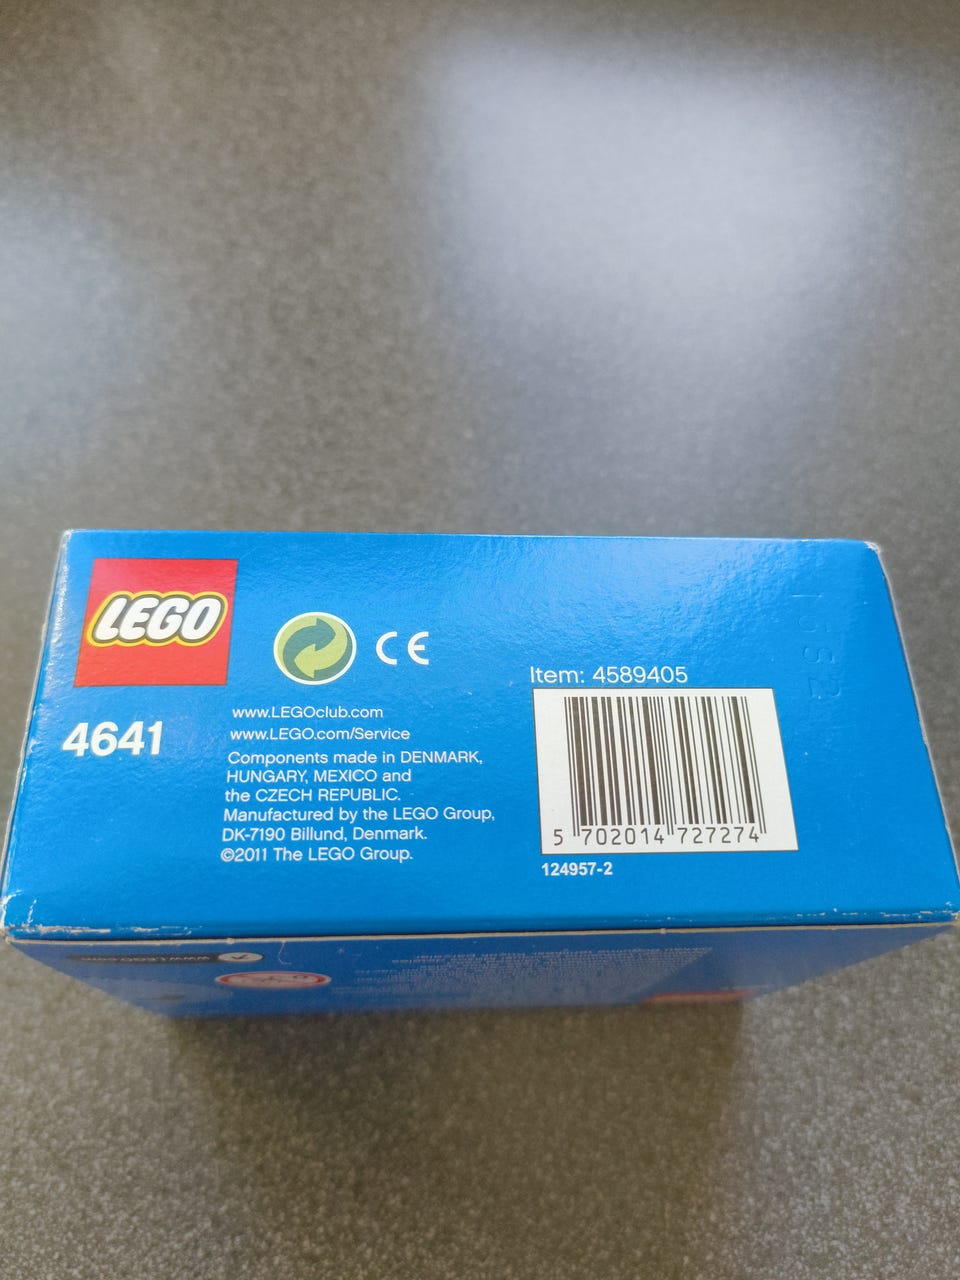 LEGO
4641
CE
www.LEGOclub.com
www.LEGO.com/Service
Components made in DENMARK,
HUNGARY, MEXICO and
the CZECH REPUBLIC.
Manufactured by the LEGO Group,
DK-7190 Billund, Denmark.
©2011 The LEGO Group.
Item: 4589405
5 702014 727274
124957-2